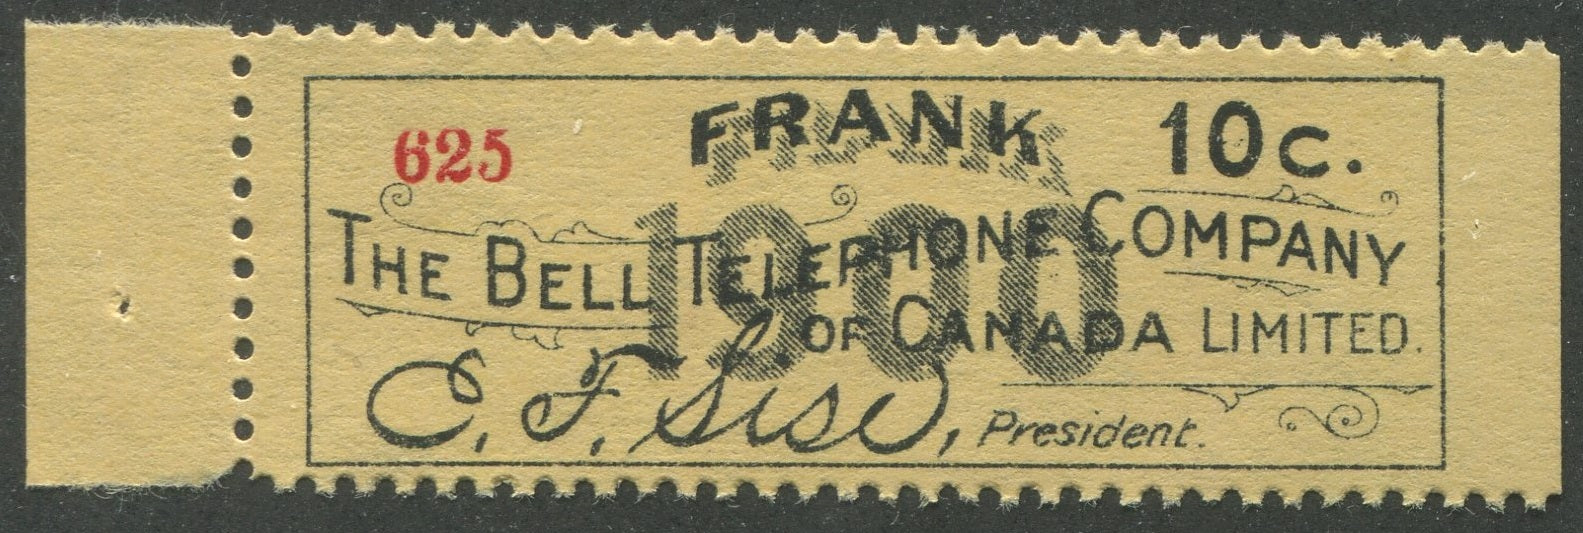 625 FRANK 10c.
1900
THE BELL TELEPHONE COMPANY
OF CANADA LIMITED.
C. F. Sise, President.